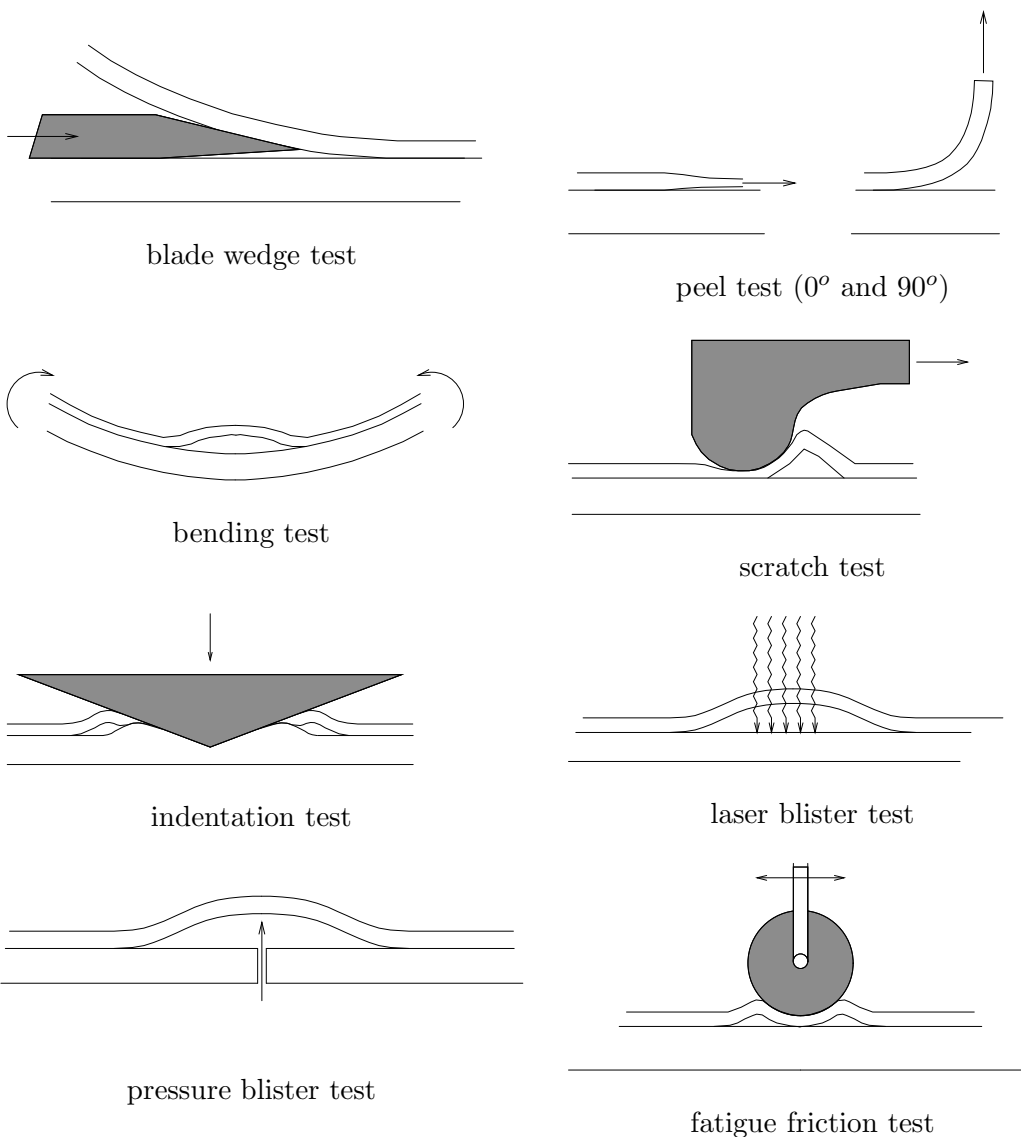 blade wedge test
peel test (0° and 90°)
bending test
scratch test
indentation test
laser blister test
pressure blister test
fatigue friction test